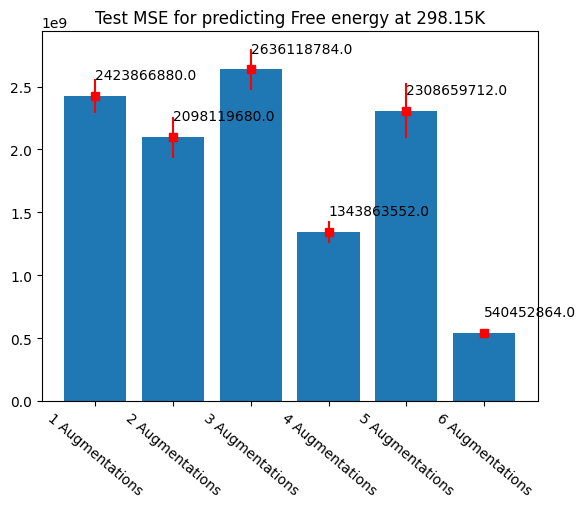 Test MSE for predicting Free energy at 298.15K
1e9
2636118784.0
2423866880.0
2308659712.0
2098119680.0
1343863552.0
540452864.0
2.5
2.0
1.5
1.0
0.5
0.0
1 Augmentations
2 Augmentations
3 Augmentations
4 Augmentations
5 Augmentations
6 Augmentations